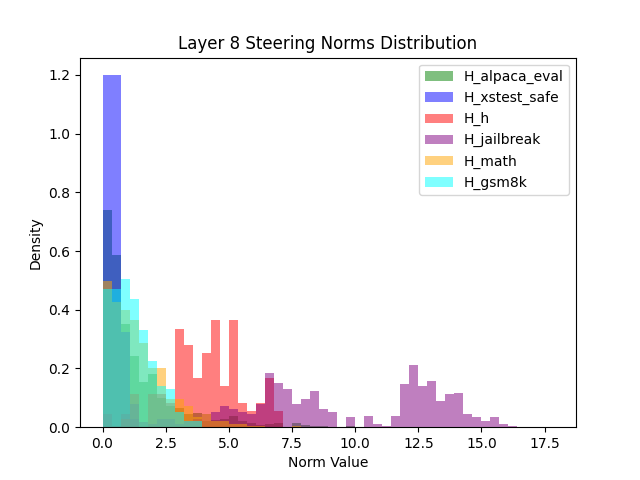 Layer 8 Steering Norms Distribution
H_alpaca_eval
H_xstest_safe
H_h
H_jailbreak
H_math
H_gsm8k
Density
1.2
1.0
0.8
0.6
0.4
0.2
0.0
0.0 2.5 5.0 7.5 10.0 12.5 15.0 17.5
Norm Value